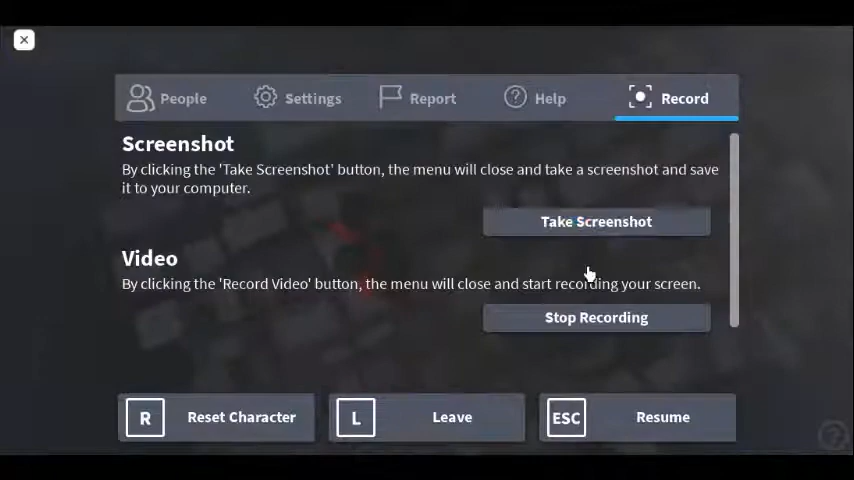 People
Settings
Report
Help
Record
Screenshot
By clicking the 'Take Screenshot' button, the menu will close and take a screenshot and save
it to your computer.
Take Screenshot
Video
By clicking the 'Record Video' button, the menu will close and start recording your screen.
Stop Recording
R Reset Character
L Leave
ESC Resume